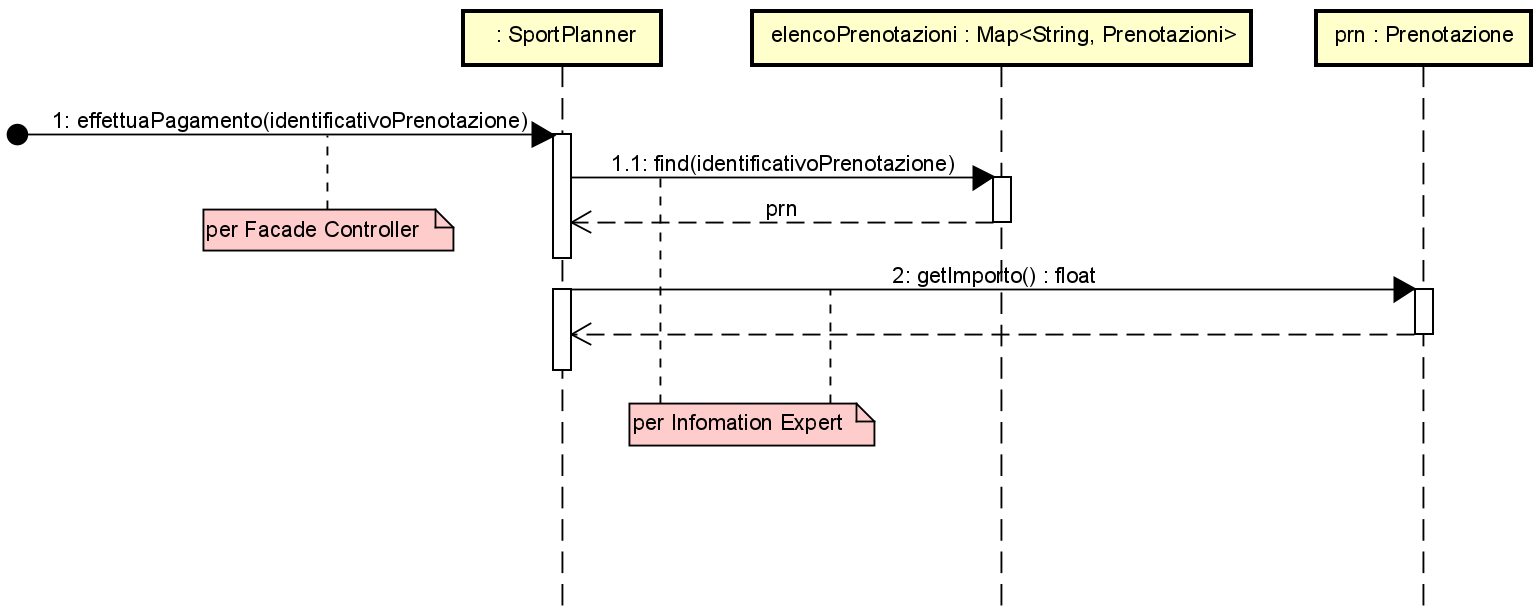 : SportPlanner
elencoPrenotazioni : Map<String, Prenotazioni>
prn : Prenotazione
1: effettuaPagamento(identificativoPrenotazione)
1.1: find(identificativoPrenotazione)
prn
per Facade Controller
2: getImporto() : float
per Infomation Expert